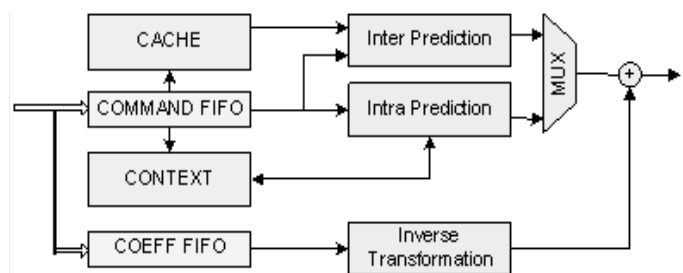 CACHE
Inter Prediction
MUX
+
COMMAND FIFO
Intra Prediction
CONTEXT
COEFF FIFO
Inverse
Transformation